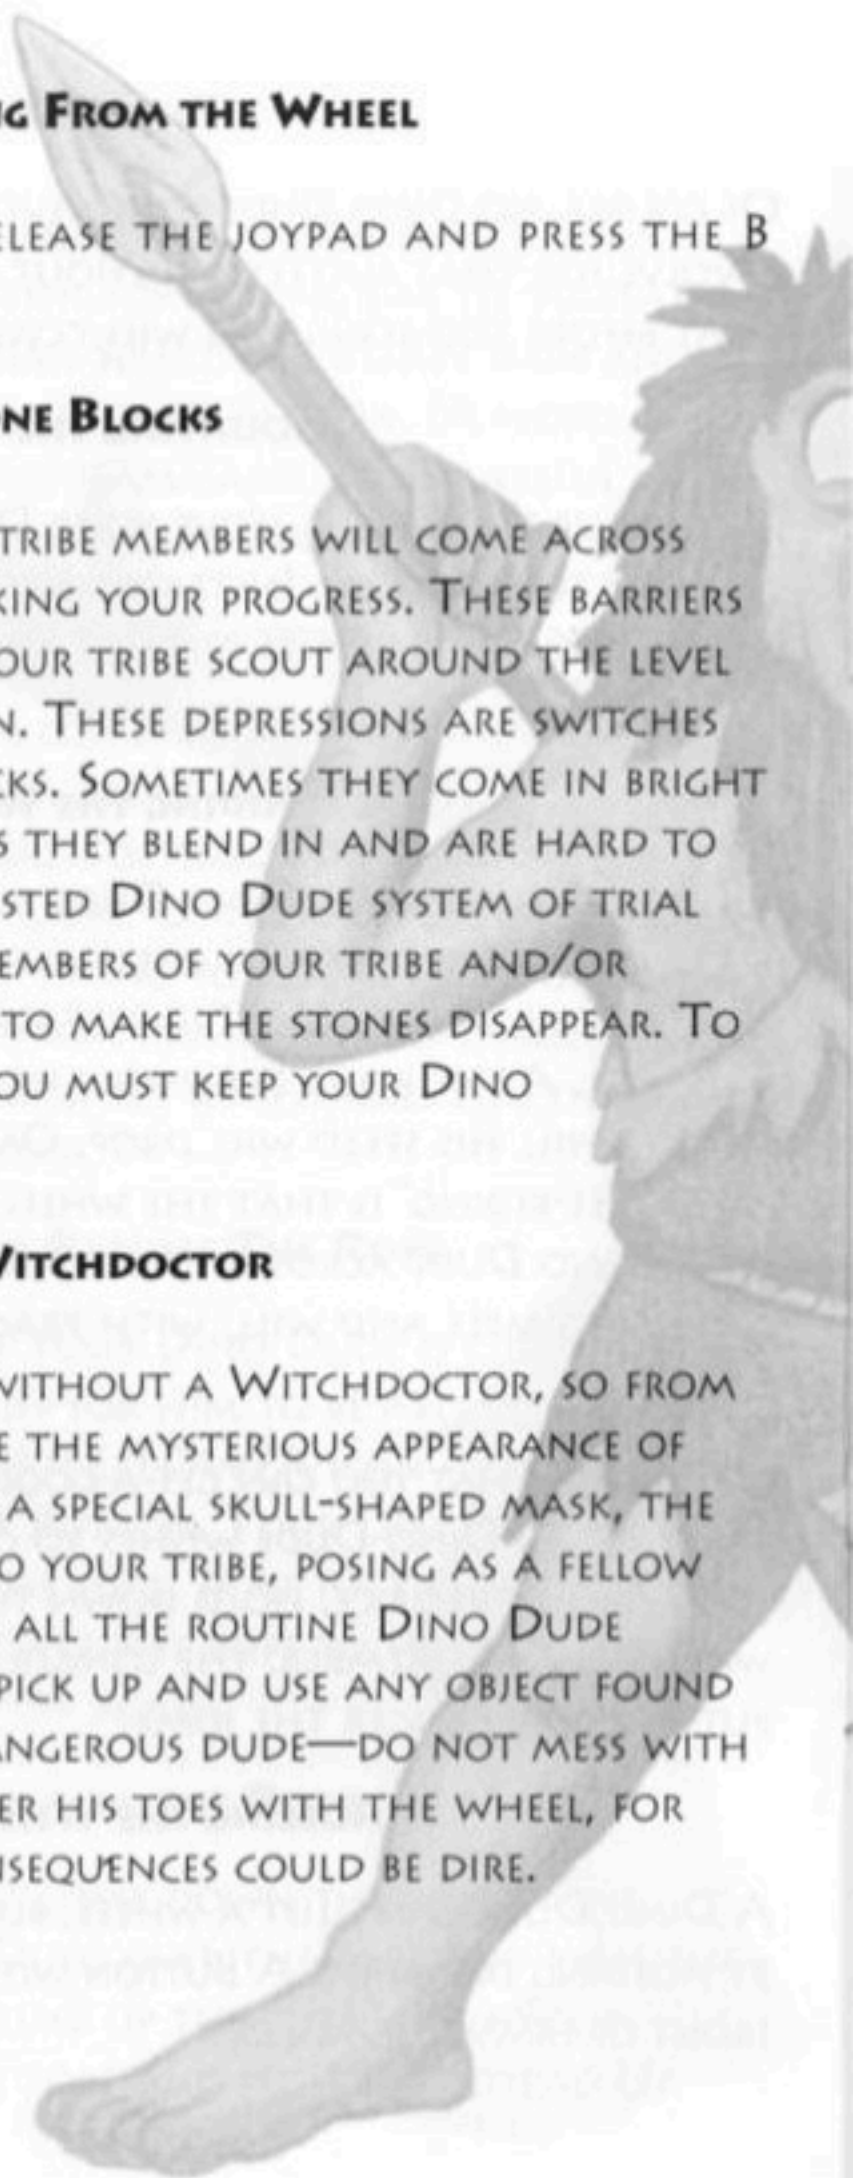 G FROM THE WHEEL
ELEASE THE JOYPAD AND PRESS THE B
NE BLOCKS
TRIBE MEMBERS WILL COME ACROSS
KING YOUR PROGRESS. THESE BARRIERS
OUR TRIBE SCOUT AROUND THE LEVEL
N. THESE DEPRESSIONS ARE SWITCHES
CKS. SOMETIMES THEY COME IN BRIGHT
S THEY BLEND IN AND ARE HARD TO
STED DINO DUDE SYSTEM OF TRIAL
EMBERS OF YOUR TRIBE AND/OR
TO MAKE THE STONES DISAPPEAR. TO
OU MUST KEEP YOUR DINO
WITCHDOCTOR
WITHOUT A WITCHDOCTOR, SO FROM
E THE MYSTERIOUS APPEARANCE OF
A SPECIAL SKULL-SHAPED MASK, THE
O YOUR TRIBE, POSING AS A FELLOW
ALL THE ROUTINE DINO DUDE
PICK UP AND USE ANY OBJECT FOUND
ANGEROUS DUDE—DO NOT MESS WITH
ER HIS TOES WITH THE WHEEL, FOR
NSEQUENCES COULD BE DIRE.